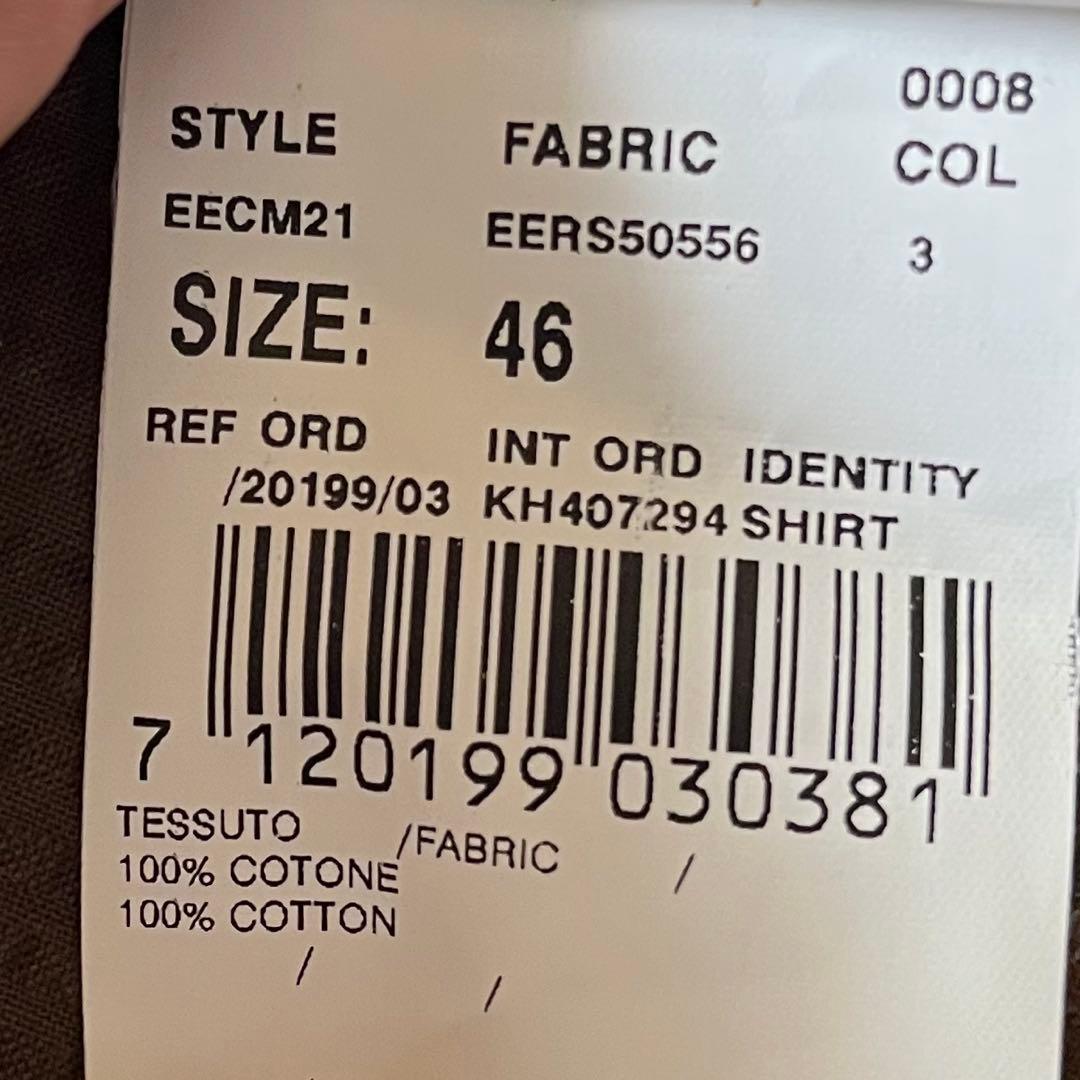 0008
STYLE FABRIC COL
EECM21 EERS50556 3
SIZE: 46
REF ORD INT ORD IDENTITY
/20199/03 KH407294 SHIRT
7 120199 030381
TESSUTO /FABRIC /
100% COTONE
100% COTTON
/ /